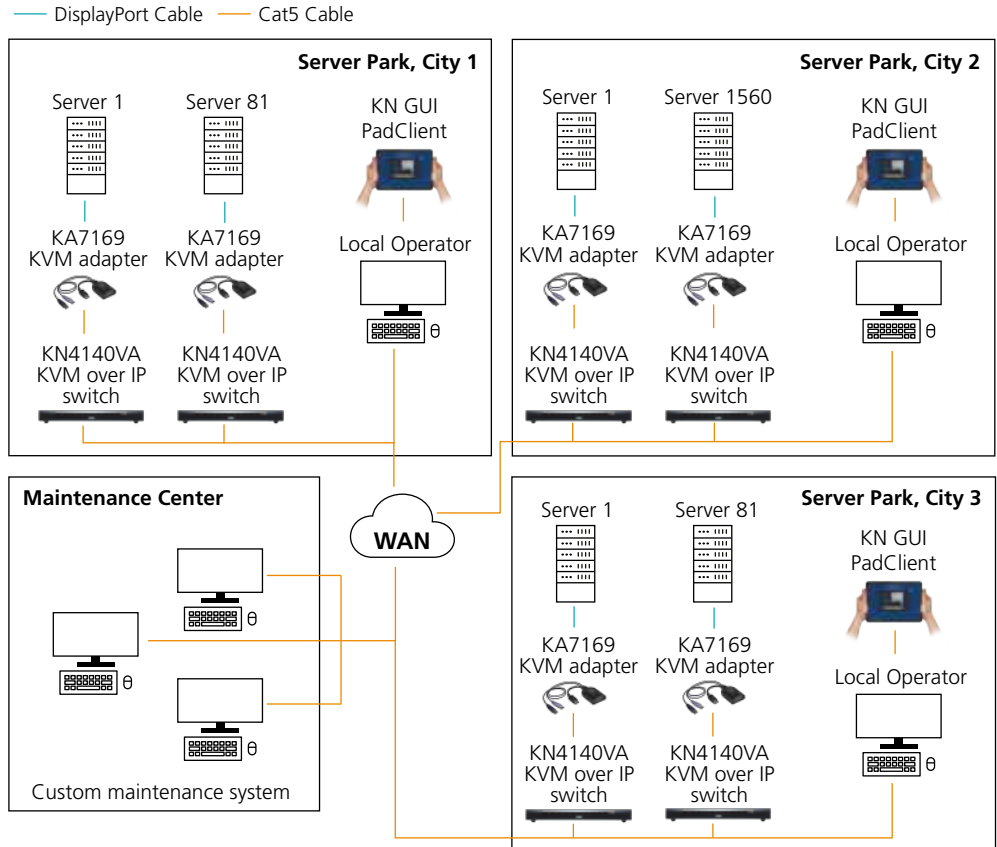 DisplayPort Cable
Cat5 Cable
Server Park, City 1
Server 1
Server 81
KN GUI
PadClient
KA7169
KVM adapter
KA7169
KVM adapter
Local Operator
KN4140VA
KVM over IP
switch
KN4140VA
KVM over IP
switch
Server Park, City 2
Server 1
Server 1560
KN GUI
PadClient
KA7169
KVM adapter
KA7169
KVM adapter
Local Operator
KN4140VA
KVM over IP
switch
KN4140VA
KVM over IP
switch
Maintenance Center
Custom maintenance system
WAN
Server Park, City 3
Server 1
Server 81
KN GUI
PadClient
KA7169
KVM adapter
KA7169
KVM adapter
Local Operator
KN4140VA
KVM over IP
switch
KN4140VA
KVM over IP
switch